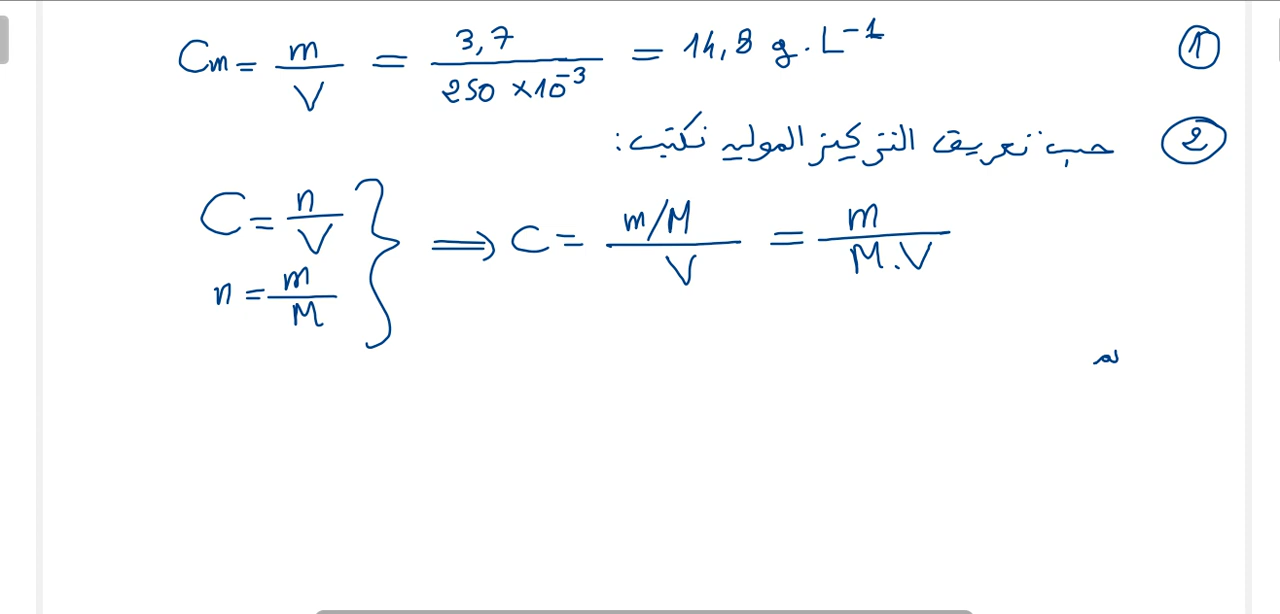 ① Cm = m/V = 3,7 / 250 × 10⁻³ = 14,8 g . L⁻¹
② حسب تعريف التركيز المولي نكتب:
C = n/V
n = m/M
} ⟹ C = (m/M)/V = m / M.V